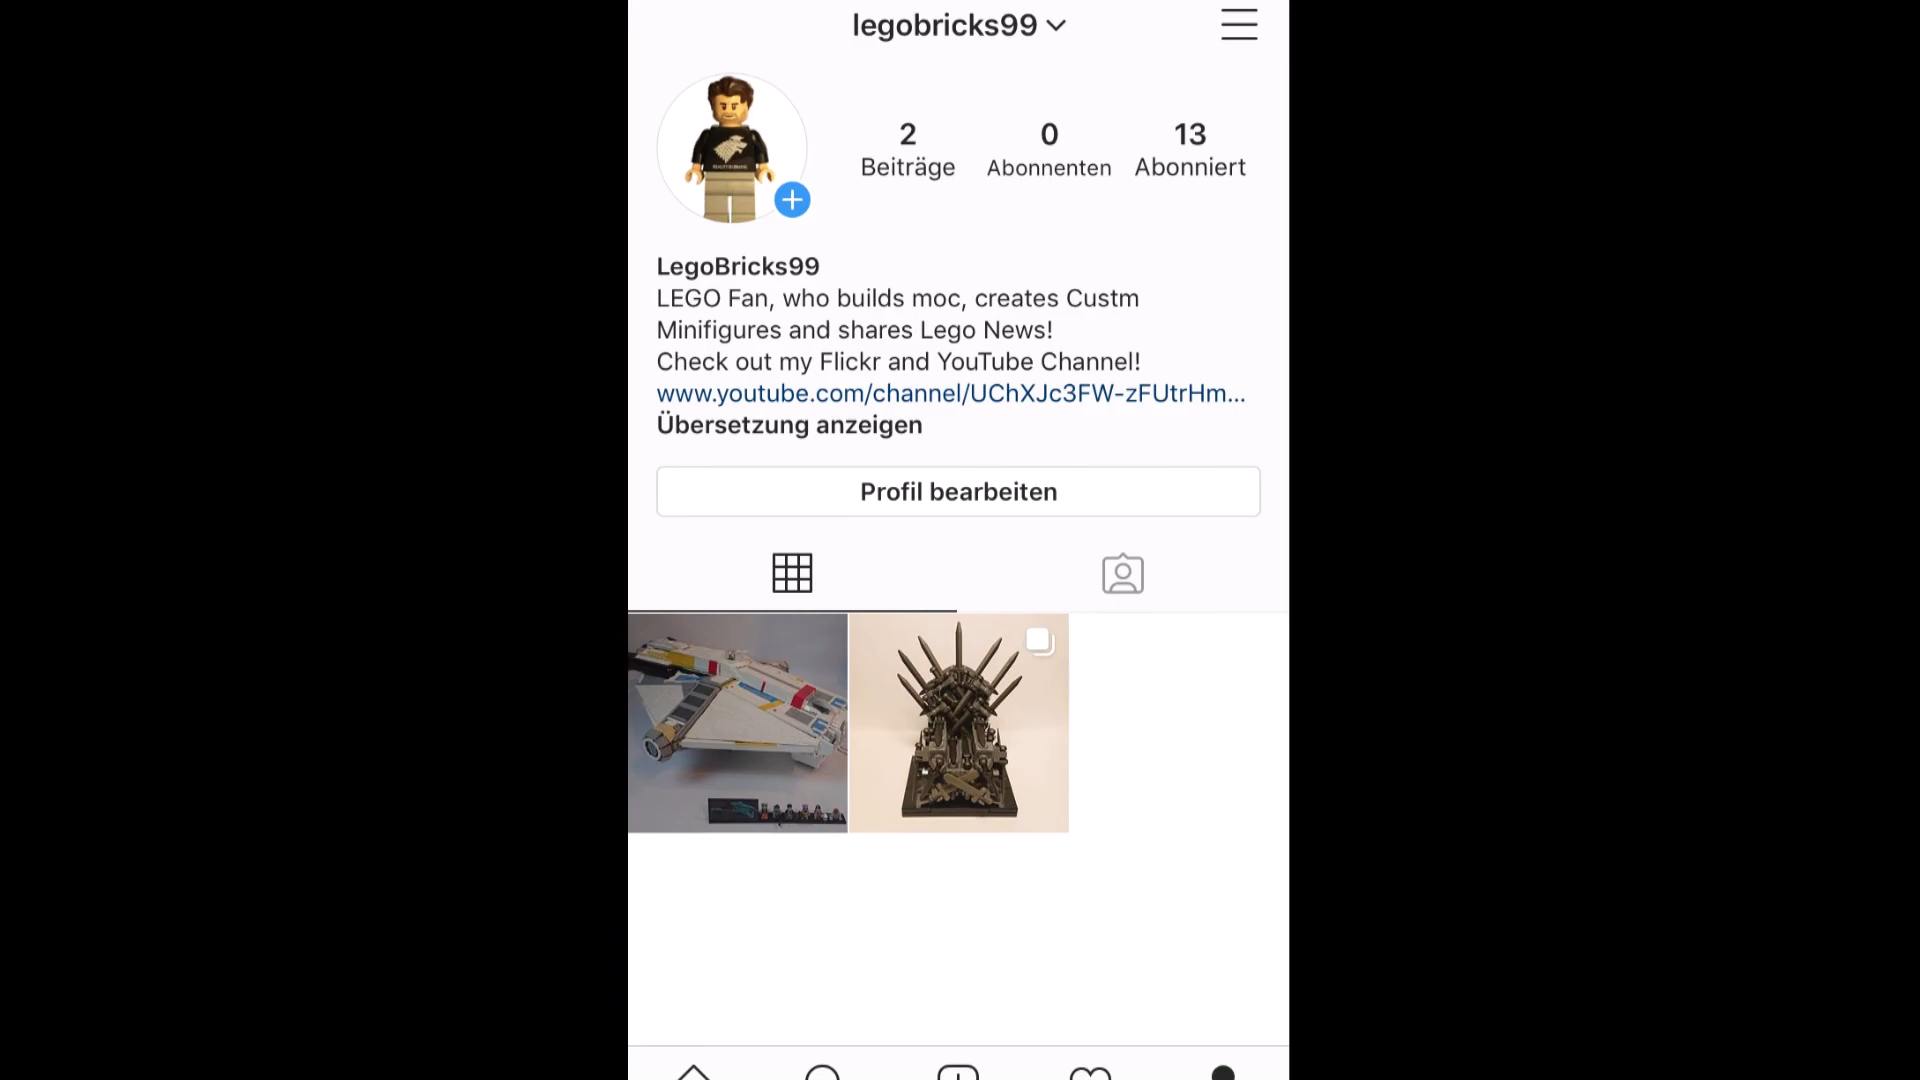 legobricks99
2 0 13
Beiträge Abonnenten Abonniert
LegoBricks99
LEGO Fan, who builds moc, creates Custm
Minifigures and shares Lego News!
Check out my Flickr and YouTube Channel!
www.youtube.com/channel/UChXJc3FW-zFUtrHm...
Übersetzung anzeigen
Profil bearbeiten